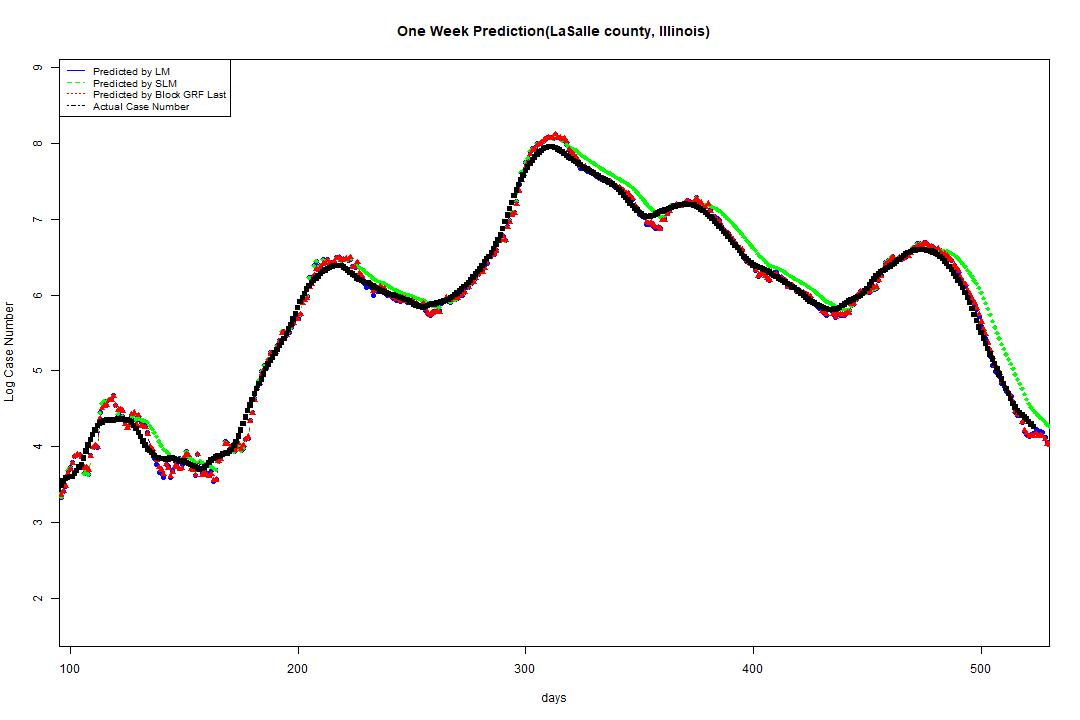 One Week Prediction(LaSalle county, Illinois)
Predicted by LM
Predicted by SLM
Predicted by Block GRF Last
Actual Case Number
Log Case Number
9
8
7
6
5
4
3
2
100 200 300 400 500
days